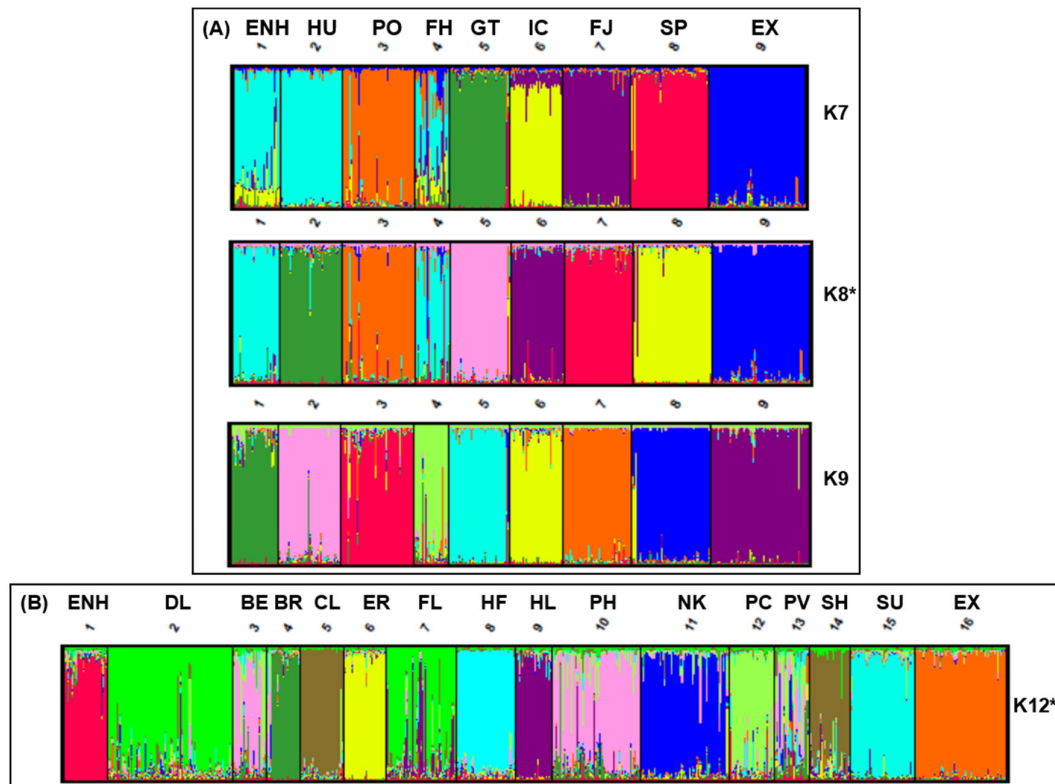 (A) ENH HU PO FH GT IC FJ SP EX
1 2 3 4 5 6 7 8 9
K7
1 2 3 4 5 6 7 8 9
K8*
1 2 3 4 5 6 7 8 9
K9
(B) ENH DL BE BR CL ER FL HF HL PH NK PC PV SH SU EX
1 2 3 4 5 6 7 8 9 10 11 12 13 14 15 16
K12*